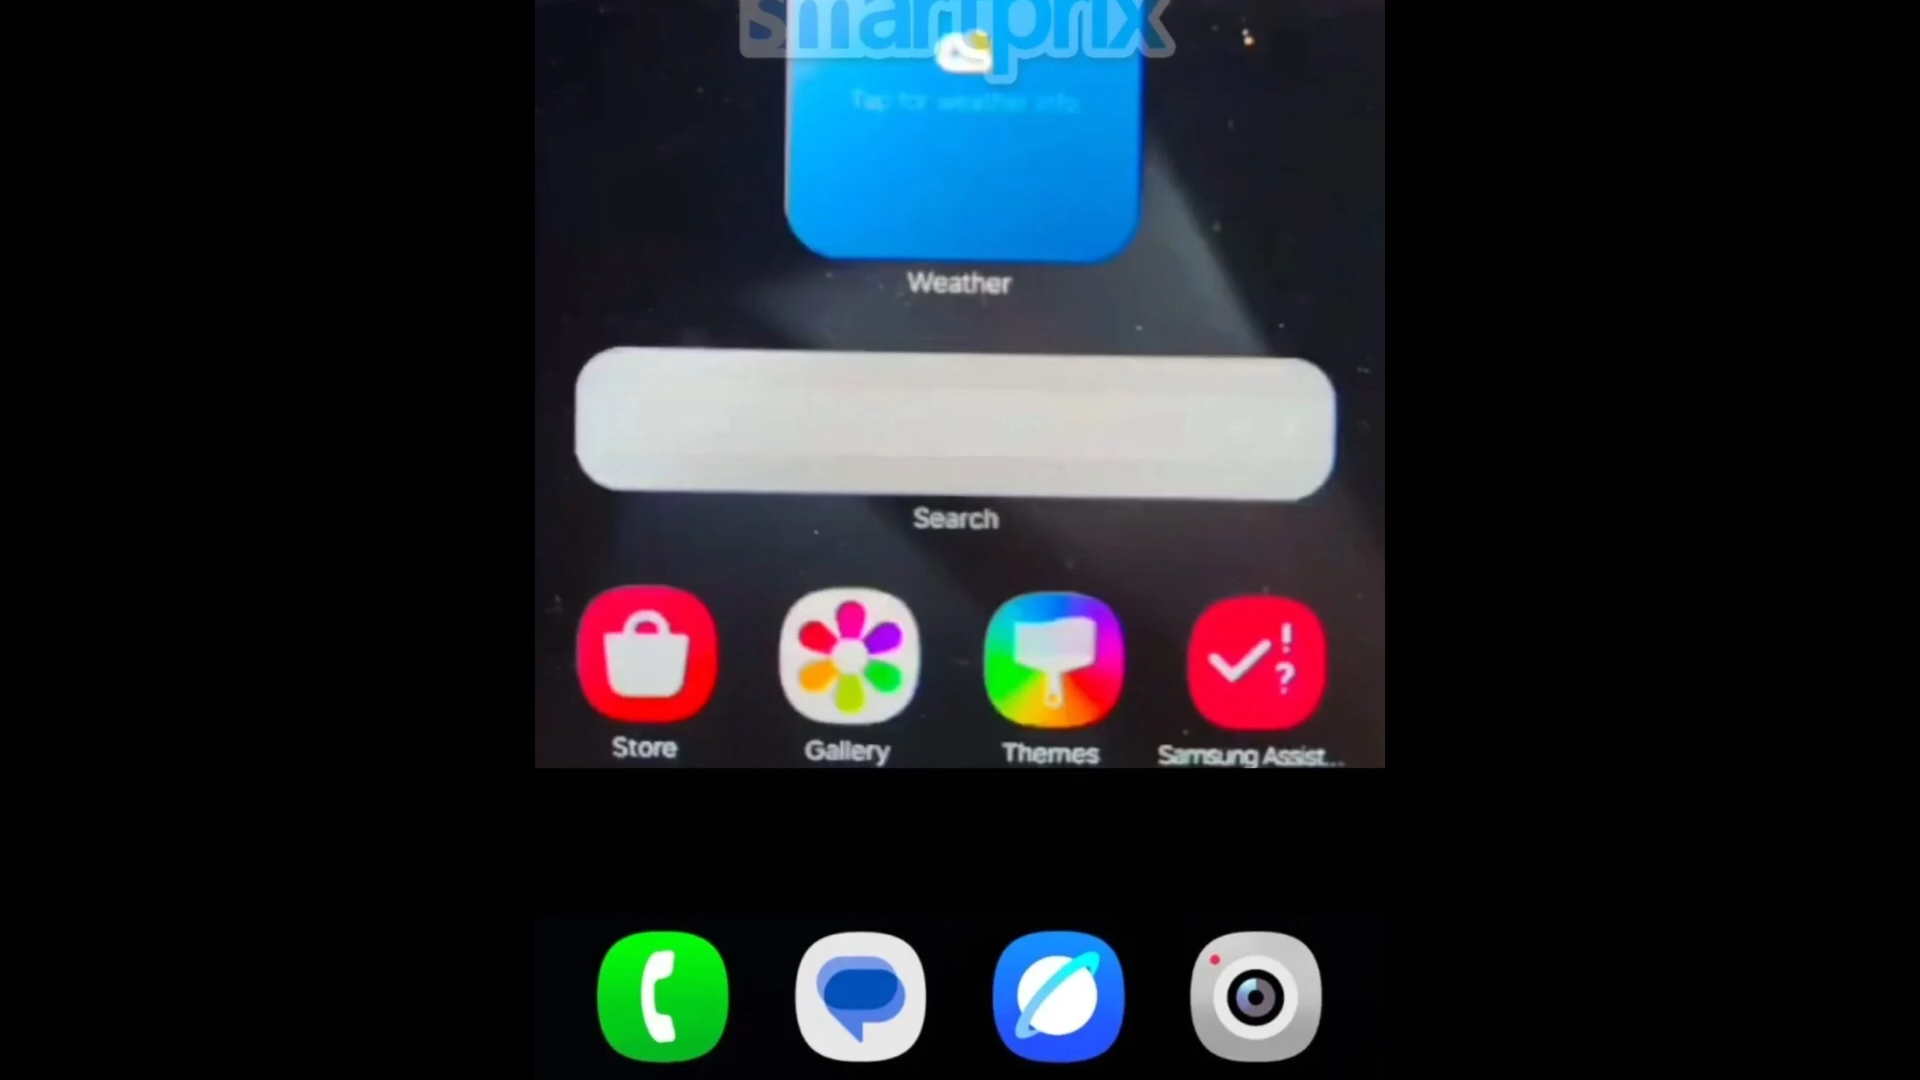 smartprix
Tap for weather info
Weather
Search
Store
Gallery
Themes
Samsung Assist...